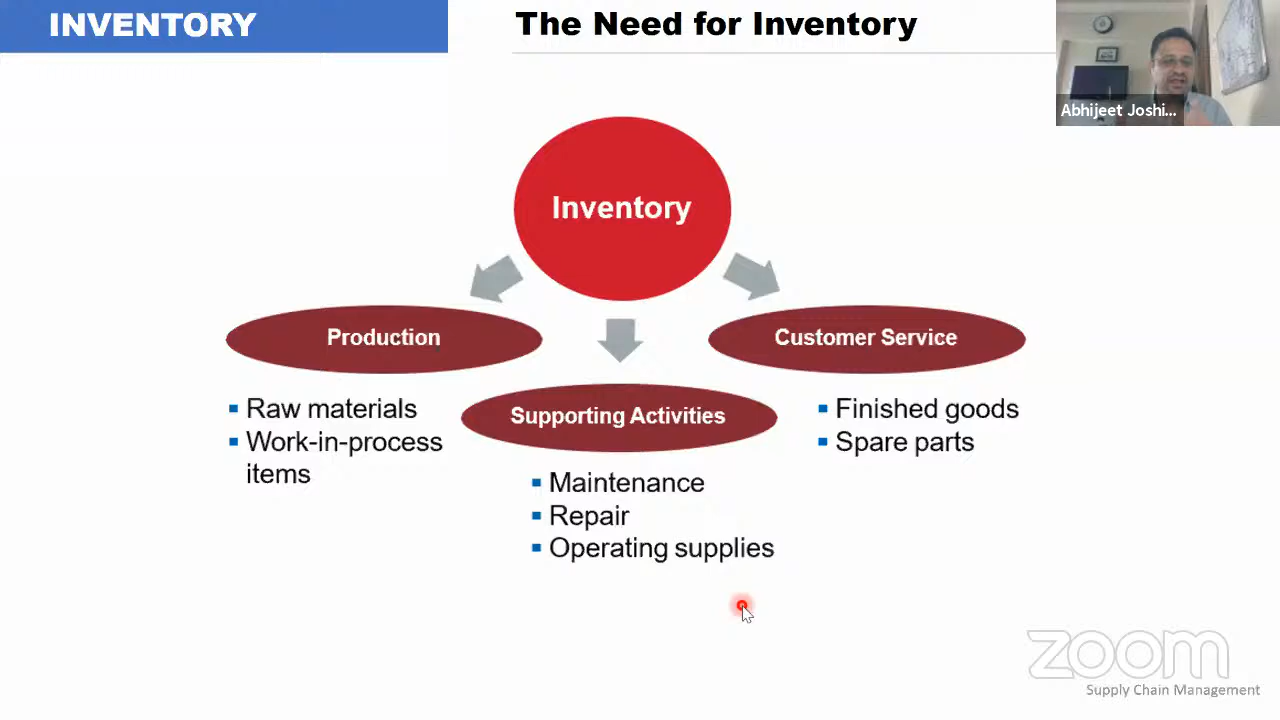 INVENTORY
The Need for Inventory
Abhijeet Joshi...
Inventory
Production
Customer Service
Supporting Activities
▪ Raw materials
▪ Work-in-process
items
▪ Finished goods
▪ Spare parts
▪ Maintenance
▪ Repair
▪ Operating supplies
zoom
Supply Chain Management